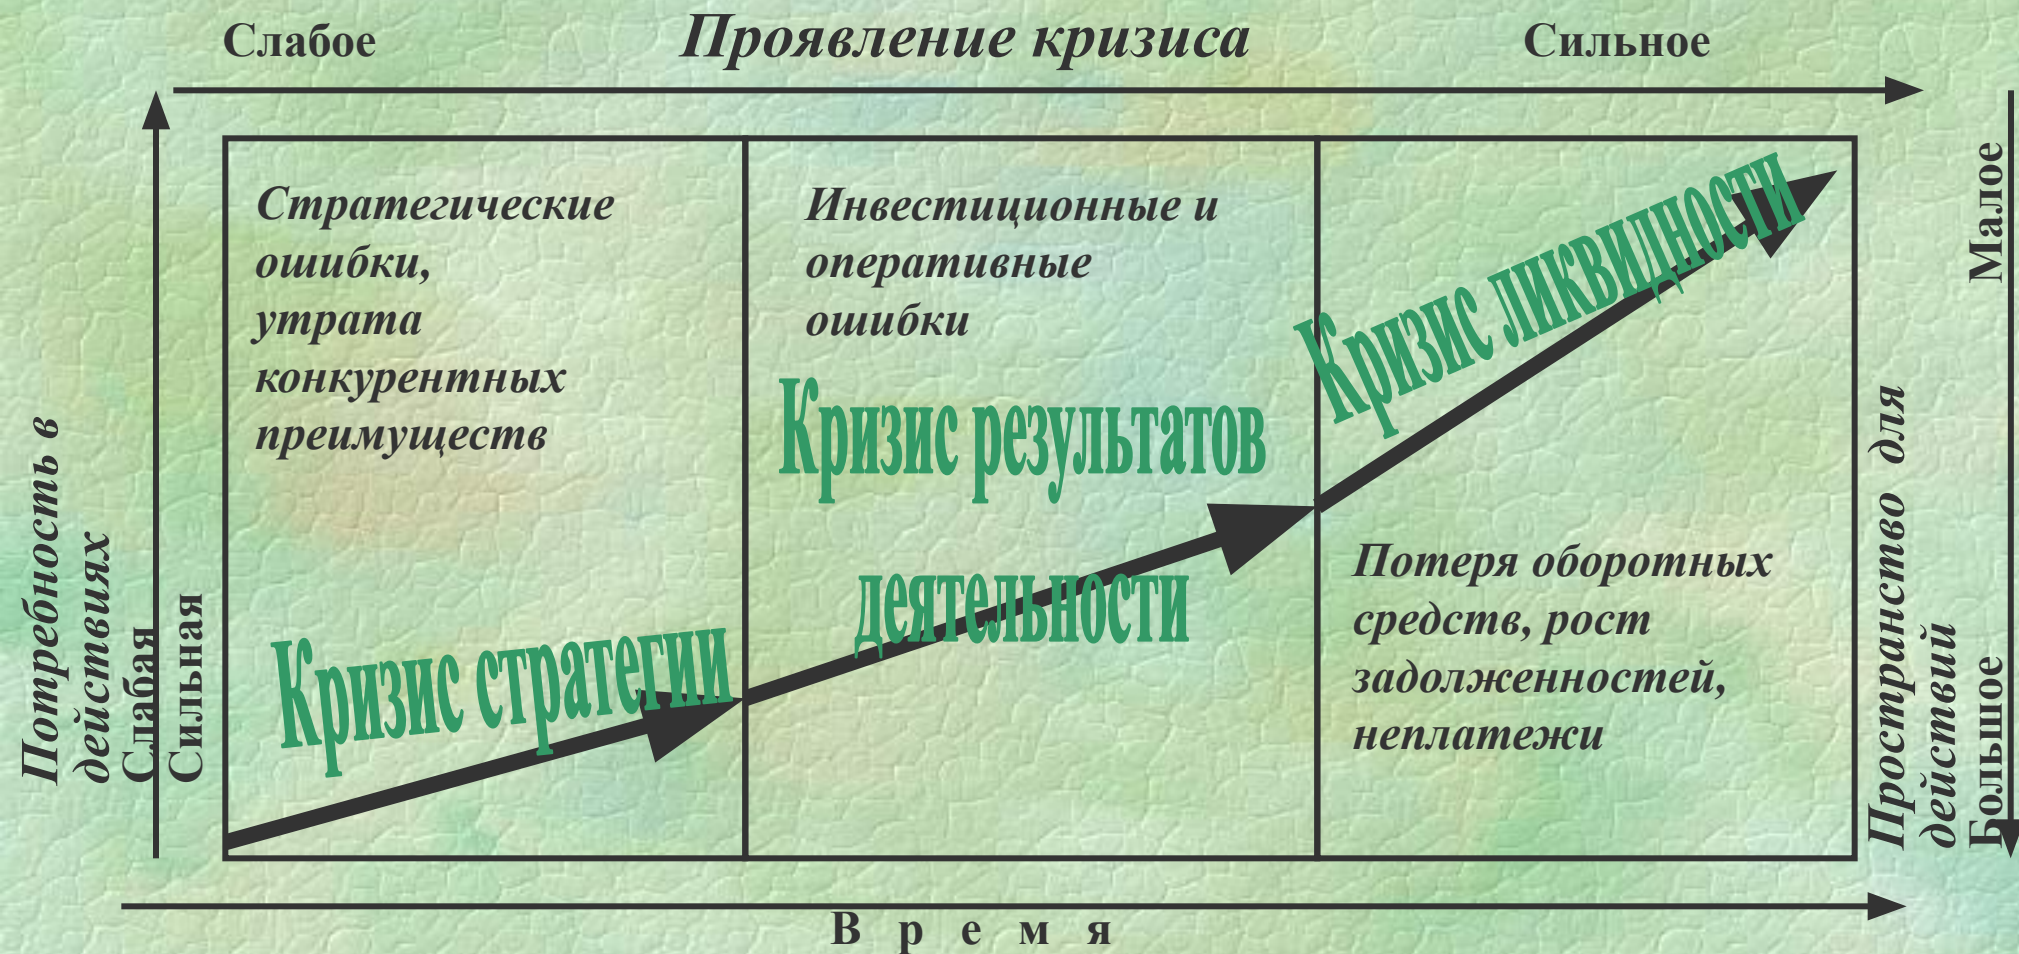 Слабое
Проявление кризиса
Сильное
Стратегические
ошибки,
утрата
конкурентных
преимуществ
Инвестиционные и
оперативные
ошибки
Кризис стратегии
Кризис результатов
деятельности
Кризис ликвидности
Потеря оборотных
средств, рост
задолженностей,
неплатежи
Потребность в
действиях
Слабая
Сильная
Пространство для
действий
Большое
Малое
Время